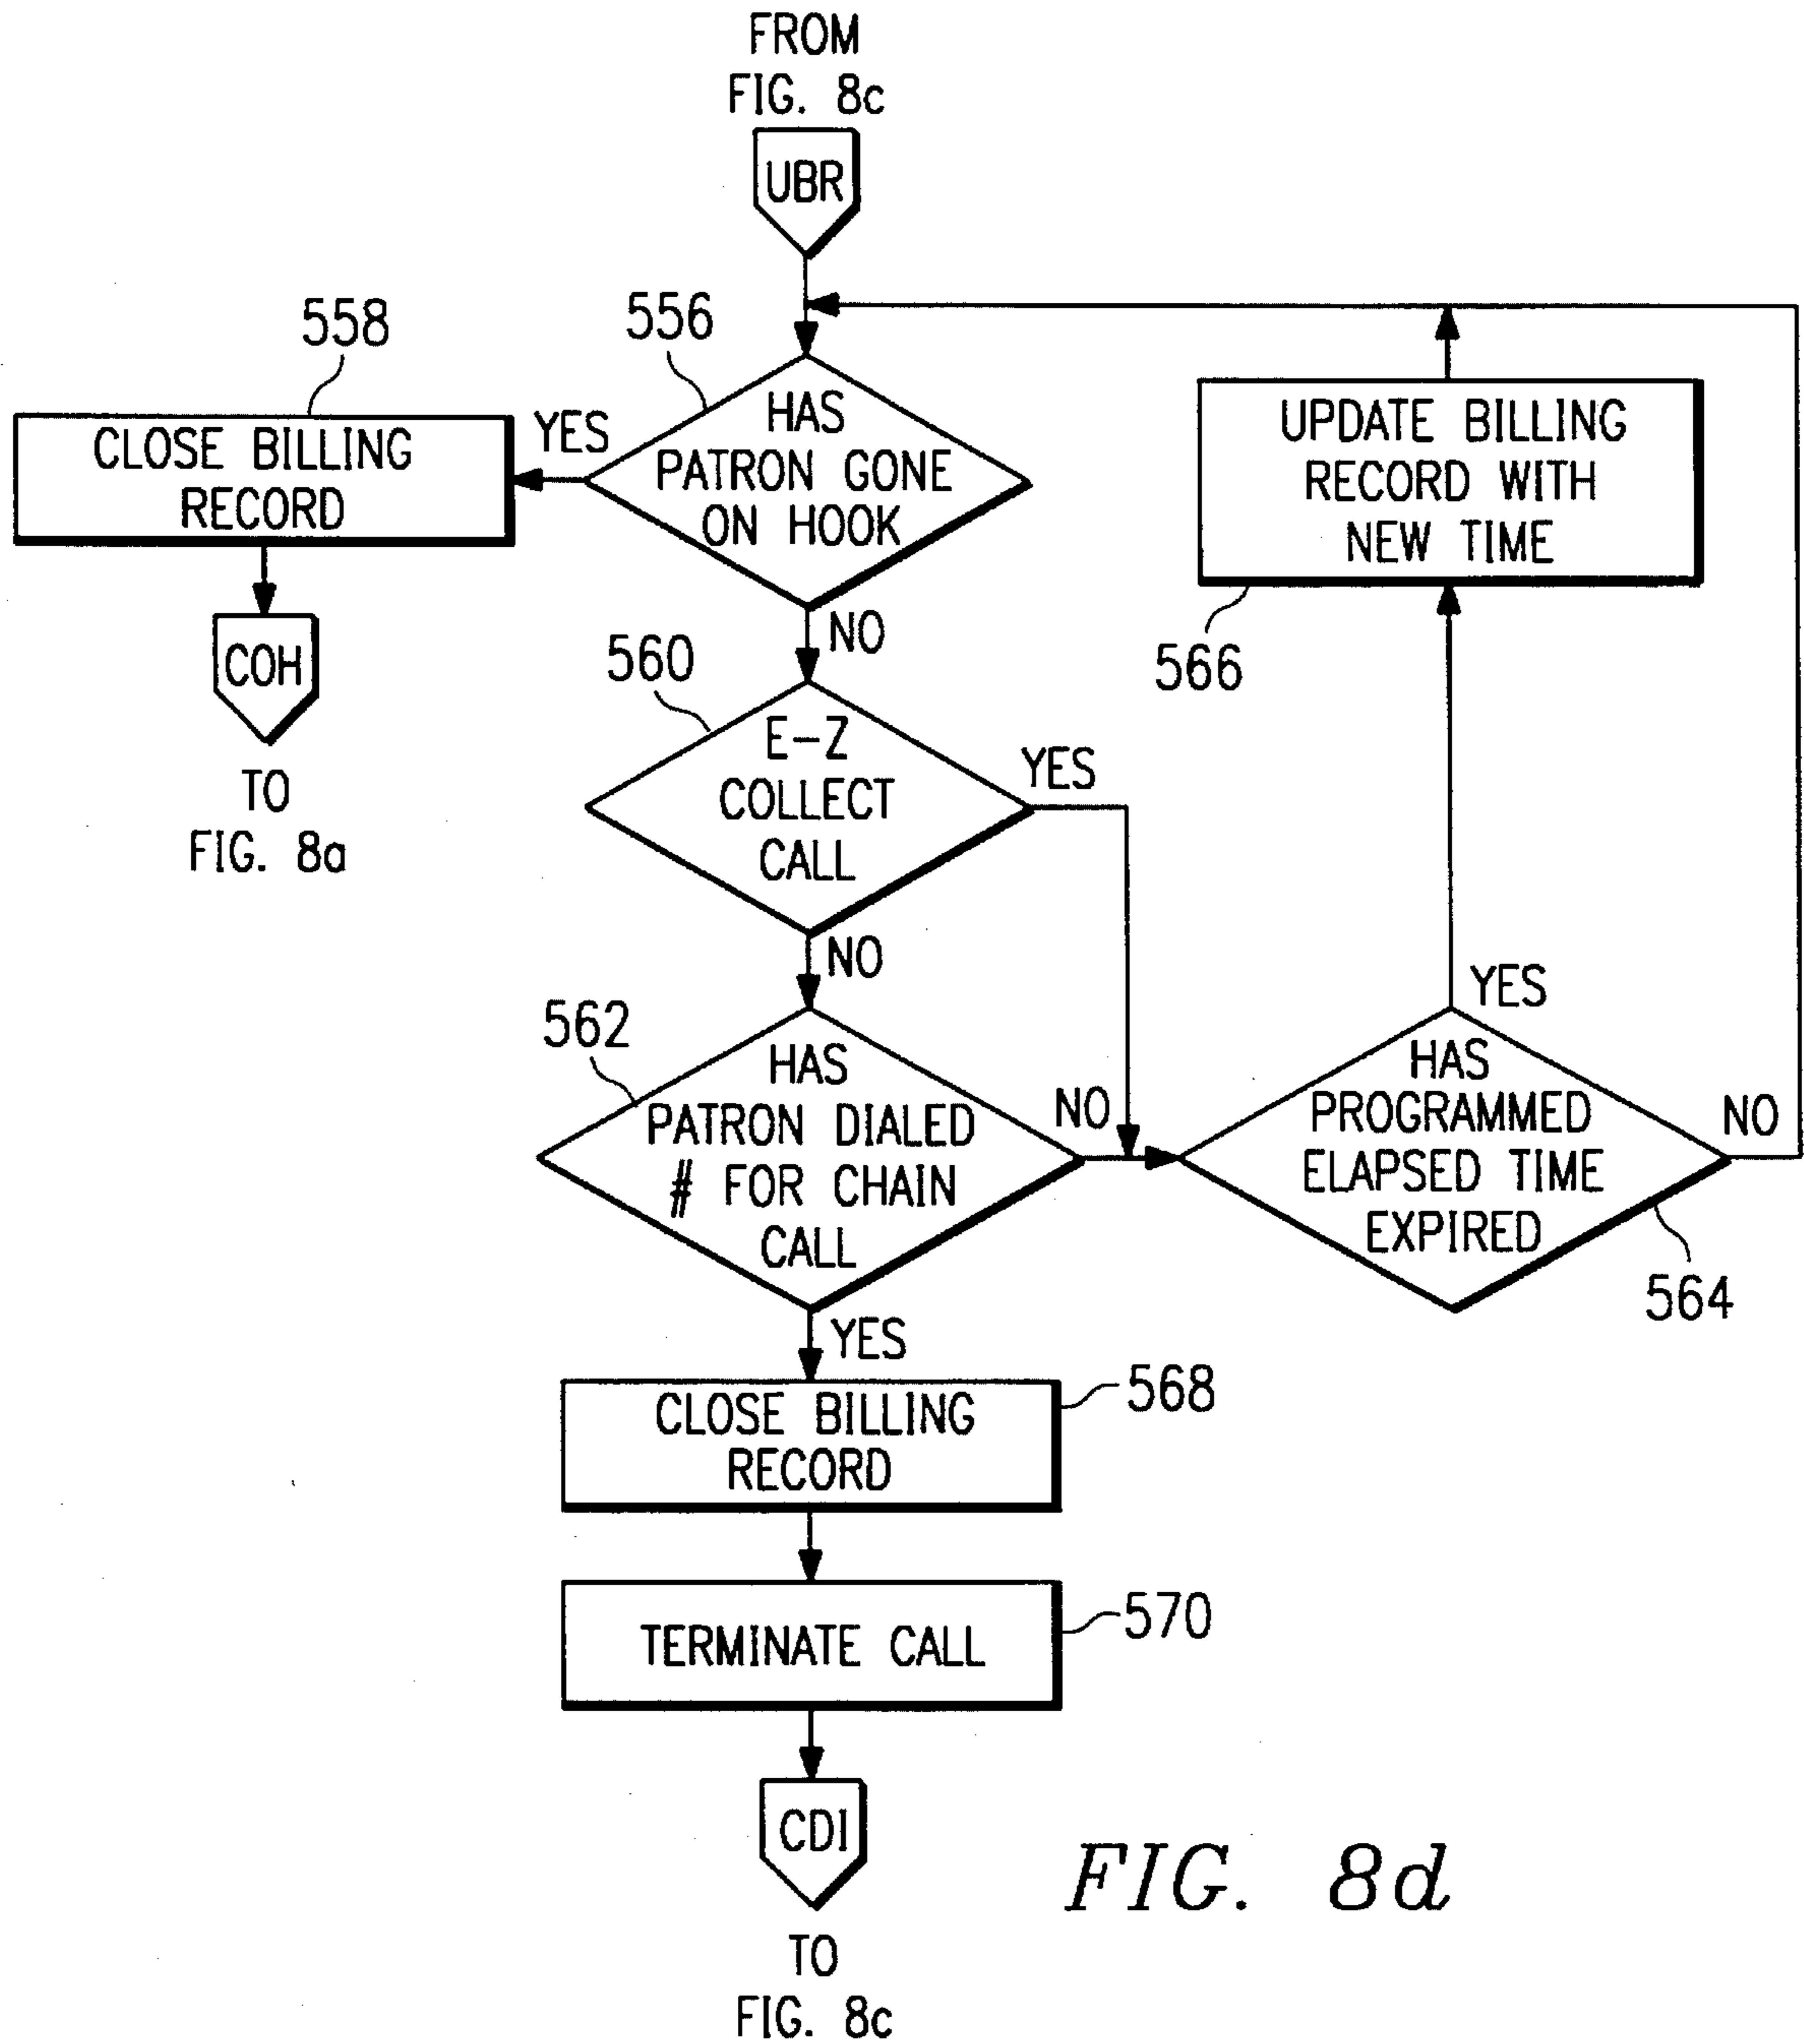 FROM
FIG. 8c
UBR
558
556
CLOSE BILLING
RECORD
YES
HAS
PATRON GONE
ON HOOK
UPDATE BILLING
RECORD WITH
NEW TIME
566
COH
TO
FIG. 8a
NO
560
E-Z
COLLECT
CALL
YES
NO
562
HAS
PATRON DIALED
# FOR CHAIN
CALL
NO
YES
HAS
PROGRAMMED
ELAPSED TIME
EXPIRED
NO
564
YES
CLOSE BILLING
RECORD
568
TERMINATE CALL
570
CDI
TO
FIG. 8c
FIG. 8d